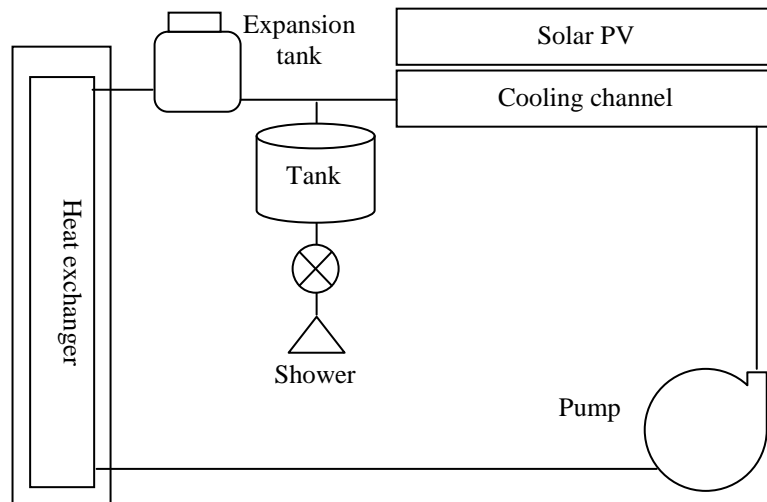 Expansion
tank
Solar PV
Cooling channel
Tank
Heat exchanger
Shower
Pump